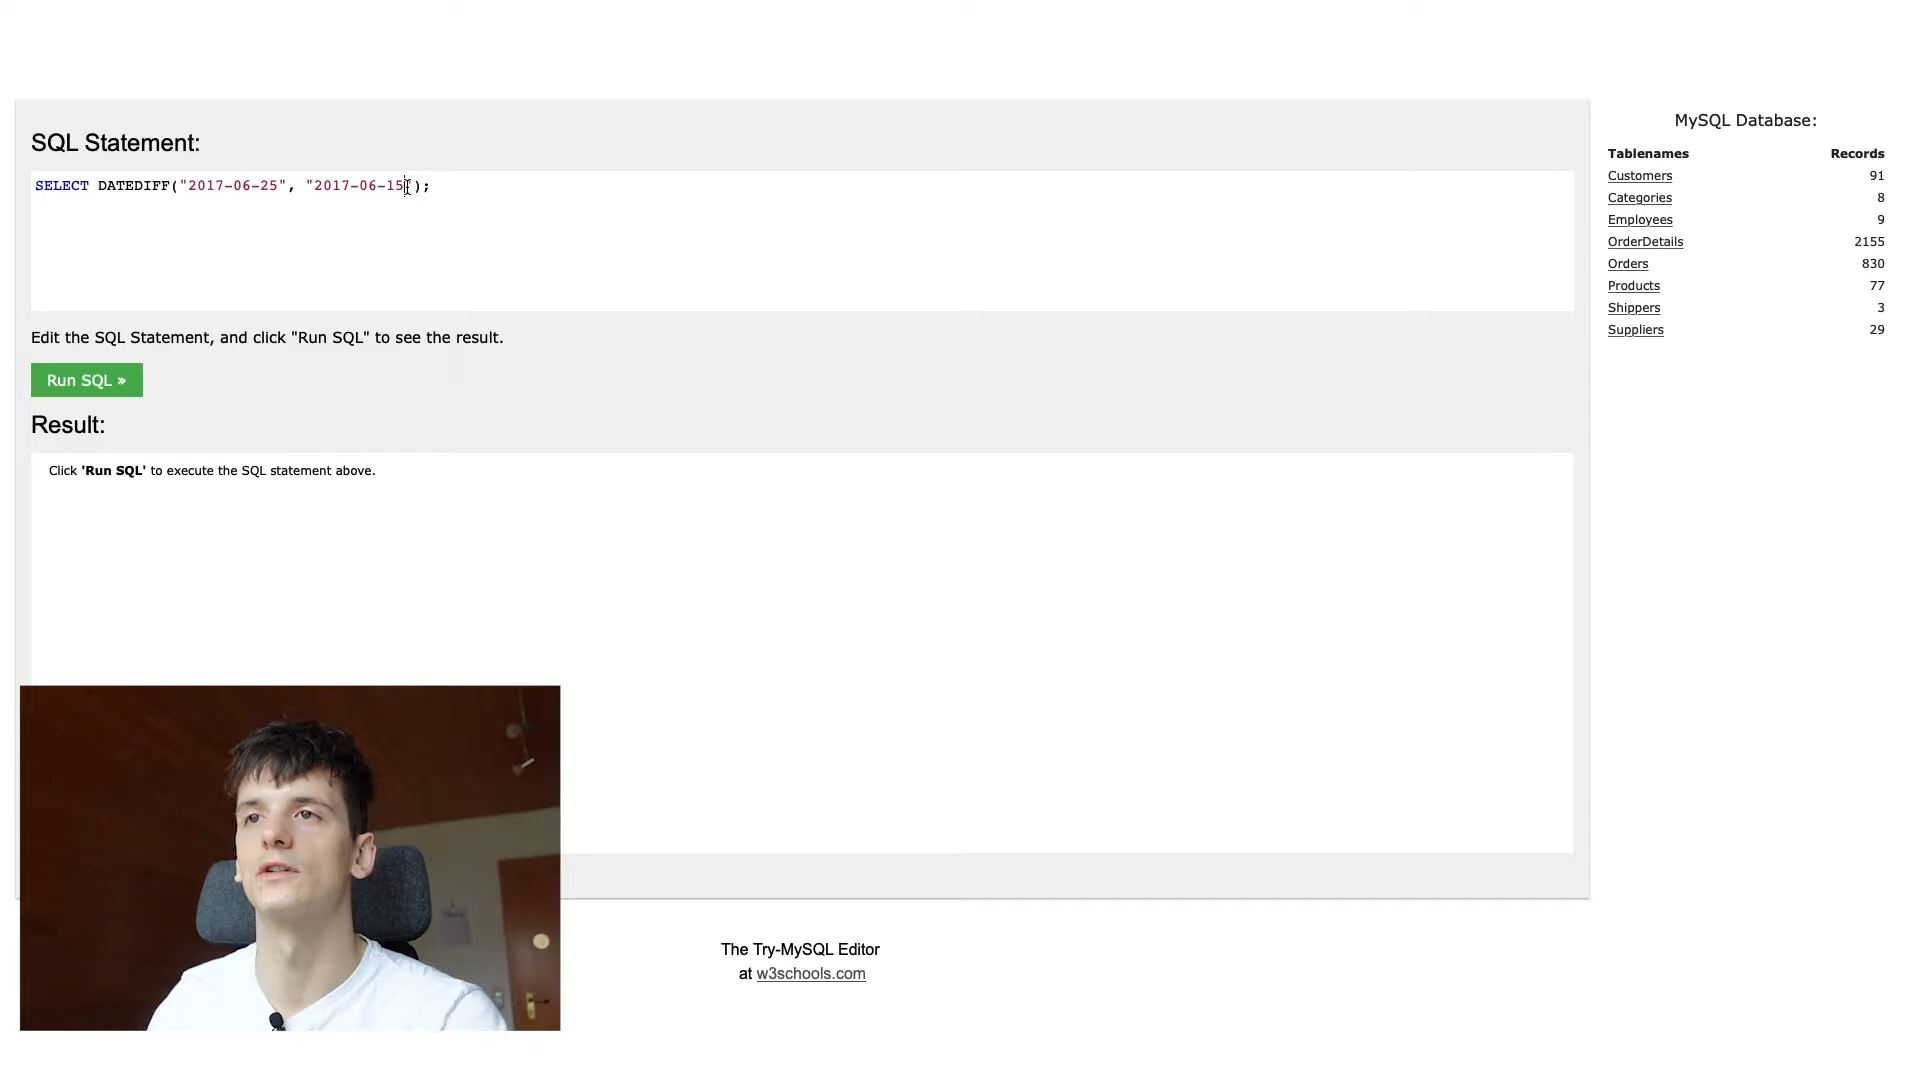 SQL Statement:
SELECT DATEDIFF("2017-06-25", "2017-06-15");
Edit the SQL Statement, and click "Run SQL" to see the result.
Run SQL »
Result:
Click 'Run SQL' to execute the SQL statement above.
The Try-MySQL Editor
at w3schools.com
MySQL Database:
Tablenames Records
Customers 91
Categories 8
Employees 9
OrderDetails 2155
Orders 830
Products 77
Shippers 3
Suppliers 29